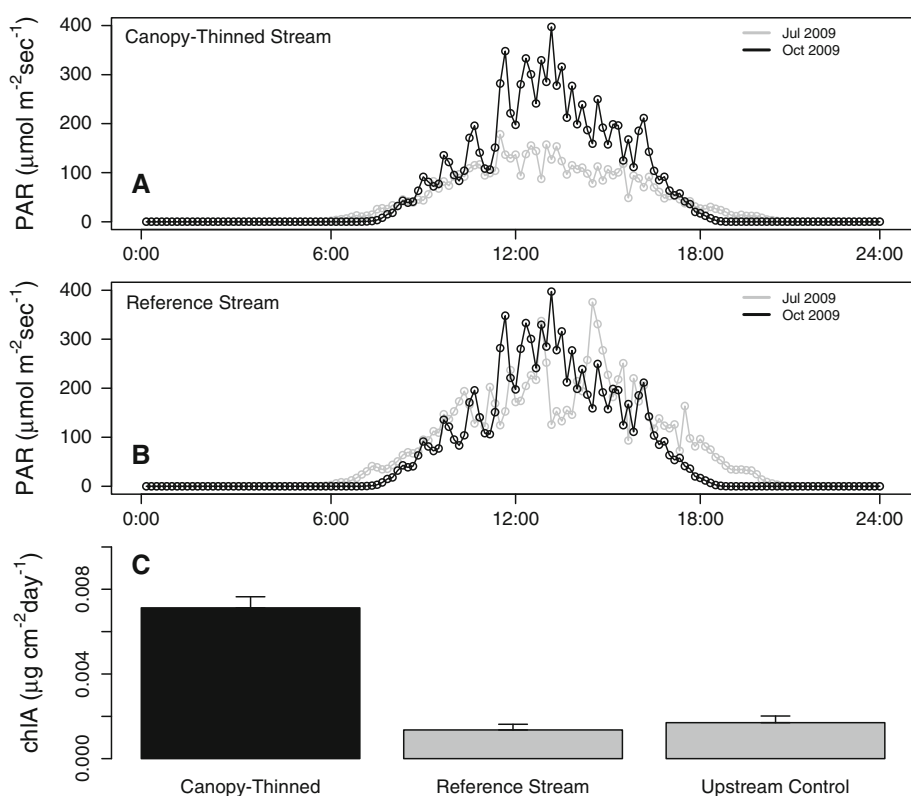 Canopy-Thinned Stream
Jul 2009
Oct 2009
PAR (μmol m⁻²sec⁻¹)
400
300
200
100
0
A
0:00 6:00 12:00 18:00 24:00
Reference Stream
Jul 2009
Oct 2009
PAR (μmol m⁻²sec⁻¹)
400
300
200
100
0
B
0:00 6:00 12:00 18:00 24:00
C
chlA (μg cm⁻²day⁻¹)
0.008
0.004
0.000
Canopy-Thinned Reference Stream Upstream Control